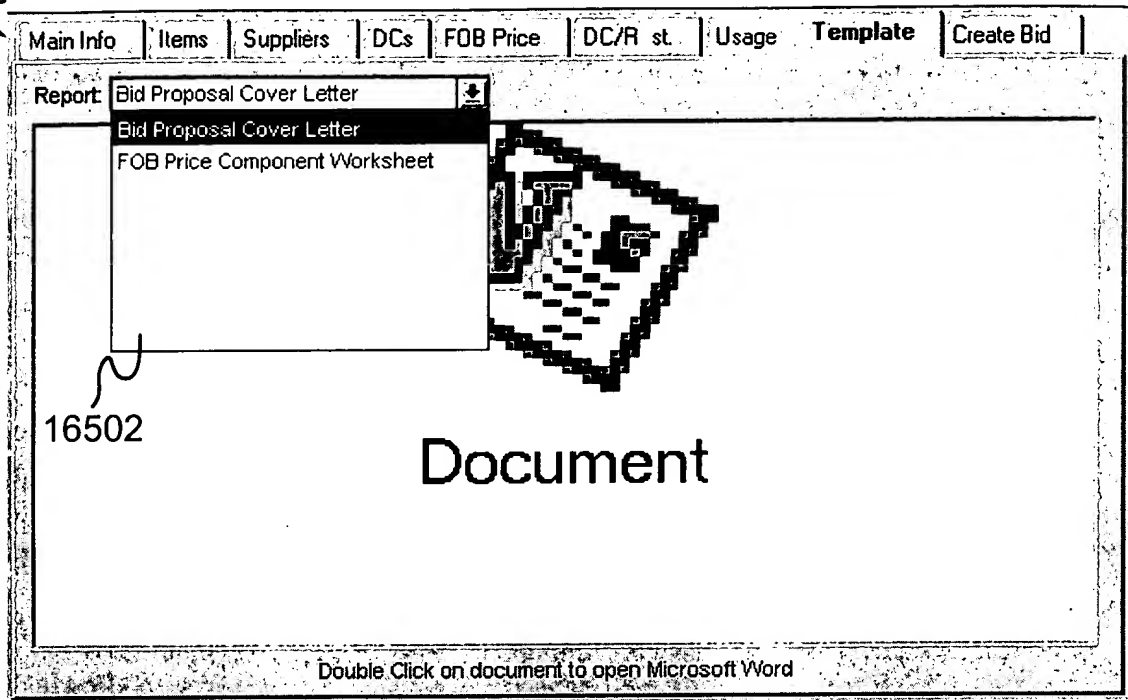 Main Info Items Suppliers DCs FOB Price DC/R st. Usage Template Create Bid
Report: Bid Proposal Cover Letter
Bid Proposal Cover Letter
FOB Price Component Worksheet
16502
Document
Double Click on document to open Microsoft Word